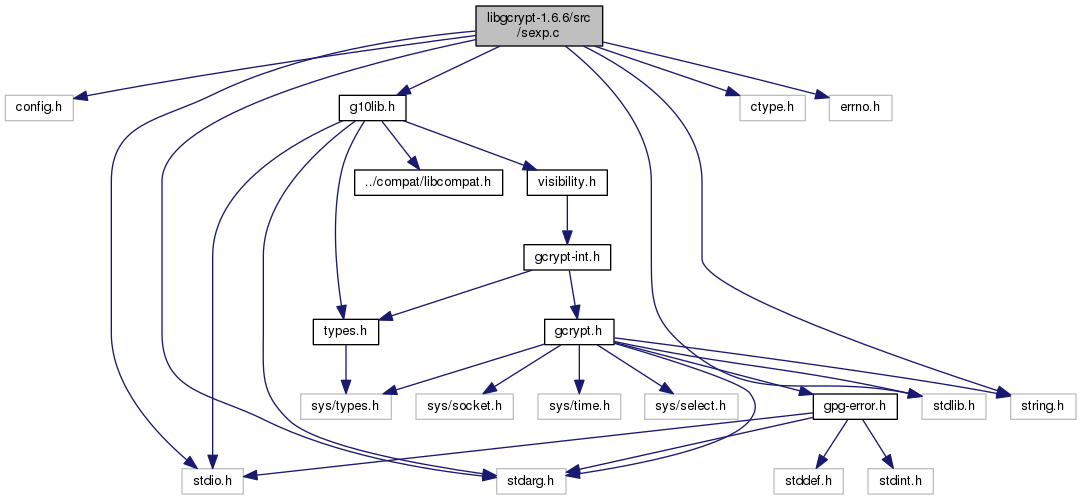 libgcrypt-1.6.6/src
/sexp.c
config.h
g10lib.h
ctype.h
errno.h
../compat/libcompat.h
visibility.h
gcrypt-int.h
types.h
gcrypt.h
sys/types.h
sys/socket.h
sys/time.h
sys/select.h
gpg-error.h
stdlib.h
string.h
stdio.h
stdarg.h
stddef.h
stdint.h